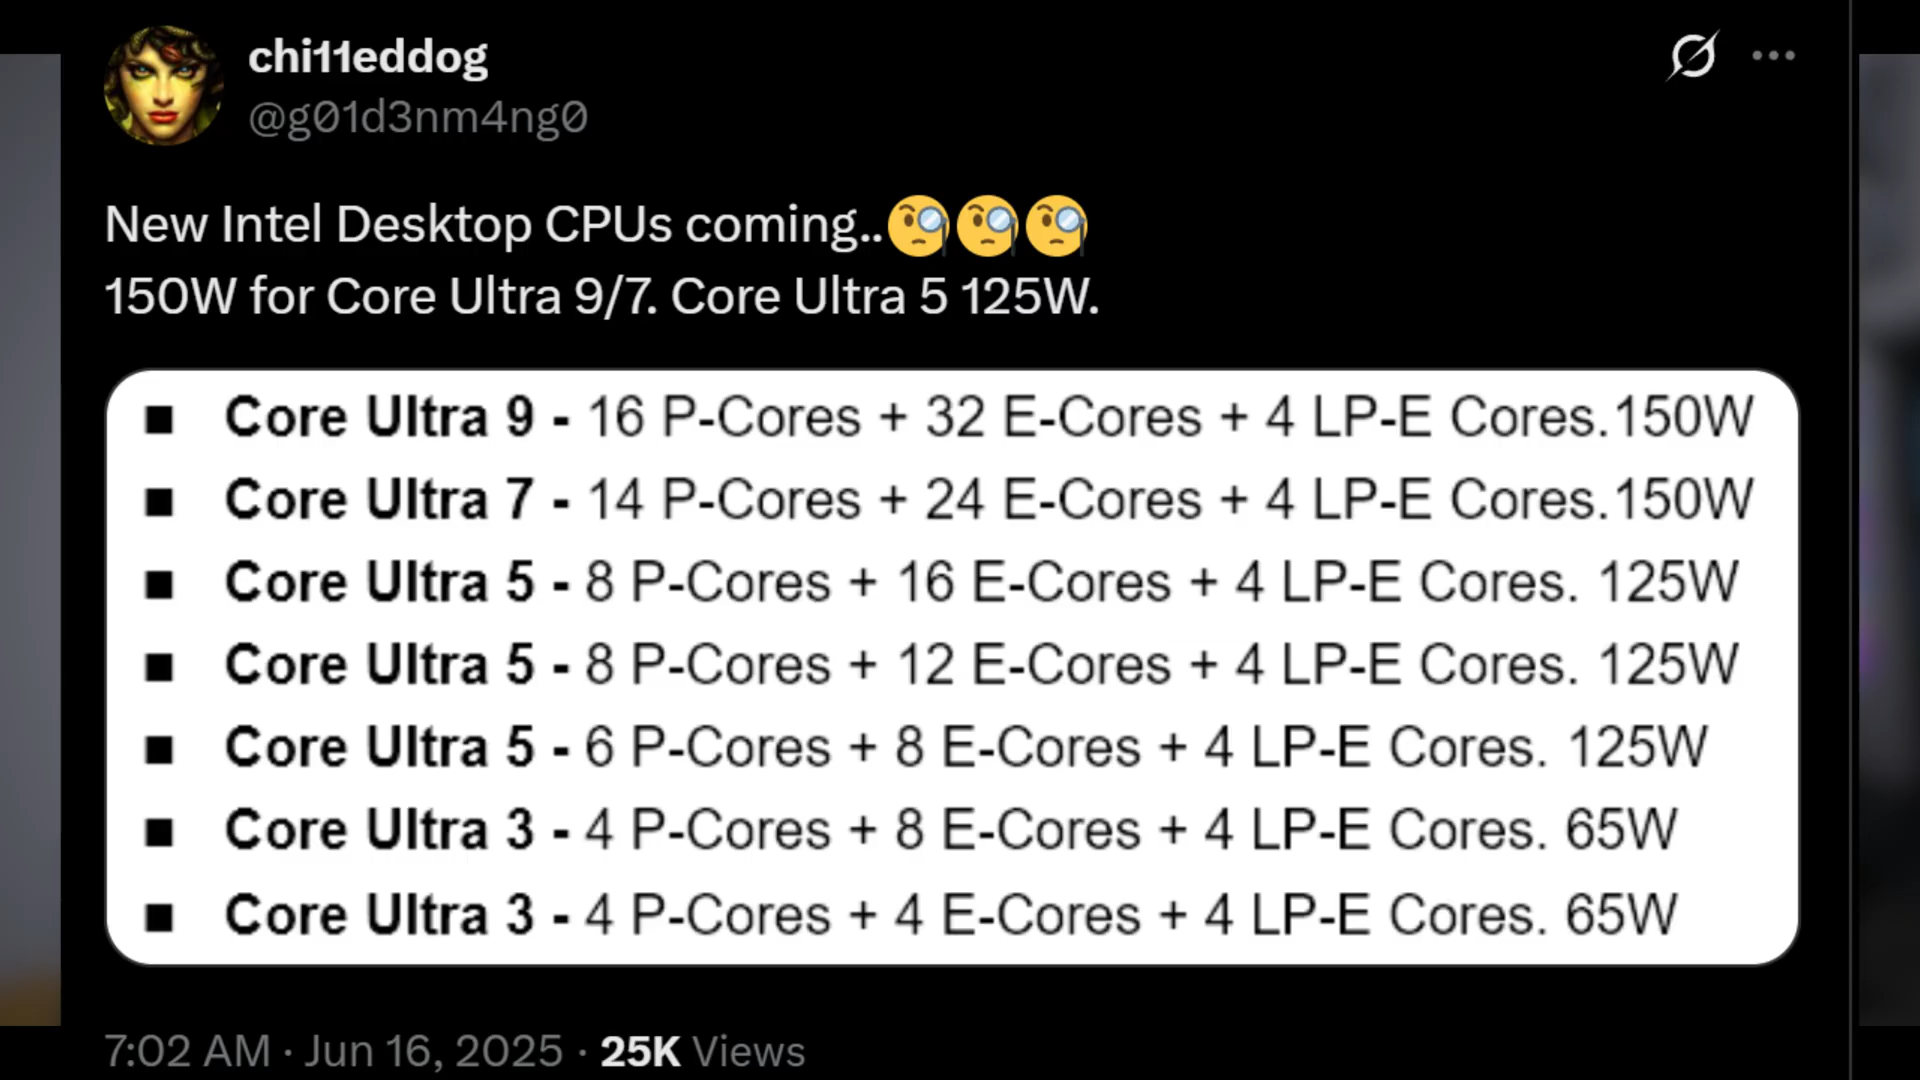 chi11eddog
@g01d3nm4ng0
New Intel Desktop CPUs coming..🧐🧐🧐
150W for Core Ultra 9/7. Core Ultra 5 125W.
▪ Core Ultra 9 - 16 P-Cores + 32 E-Cores + 4 LP-E Cores.150W
▪ Core Ultra 7 - 14 P-Cores + 24 E-Cores + 4 LP-E Cores.150W
▪ Core Ultra 5 - 8 P-Cores + 16 E-Cores + 4 LP-E Cores. 125W
▪ Core Ultra 5 - 8 P-Cores + 12 E-Cores + 4 LP-E Cores. 125W
▪ Core Ultra 5 - 6 P-Cores + 8 E-Cores + 4 LP-E Cores. 125W
▪ Core Ultra 3 - 4 P-Cores + 8 E-Cores + 4 LP-E Cores. 65W
▪ Core Ultra 3 - 4 P-Cores + 4 E-Cores + 4 LP-E Cores. 65W
7:02 AM · Jun 16, 2025 · 25K Views